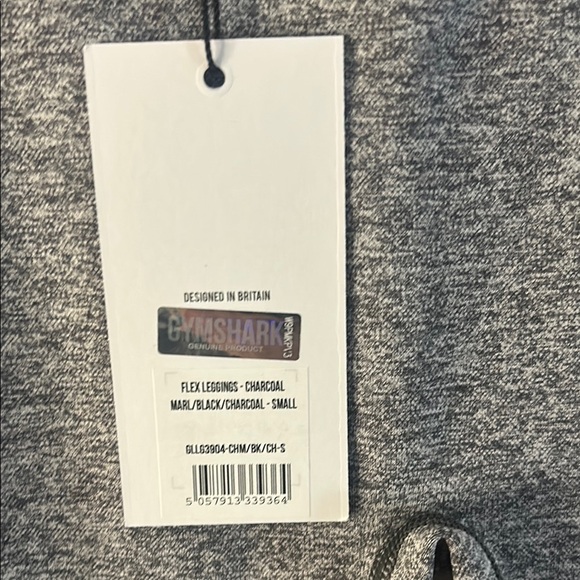 DESIGNED IN BRITAIN
GYMSHARK
GENUINE PRODUCT
FLEX LEGGINGS - CHARCOAL
MARL/BLACK/CHARCOAL - SMALL
GLLG3904-CHM/BK/CH-S
5 057913 339364